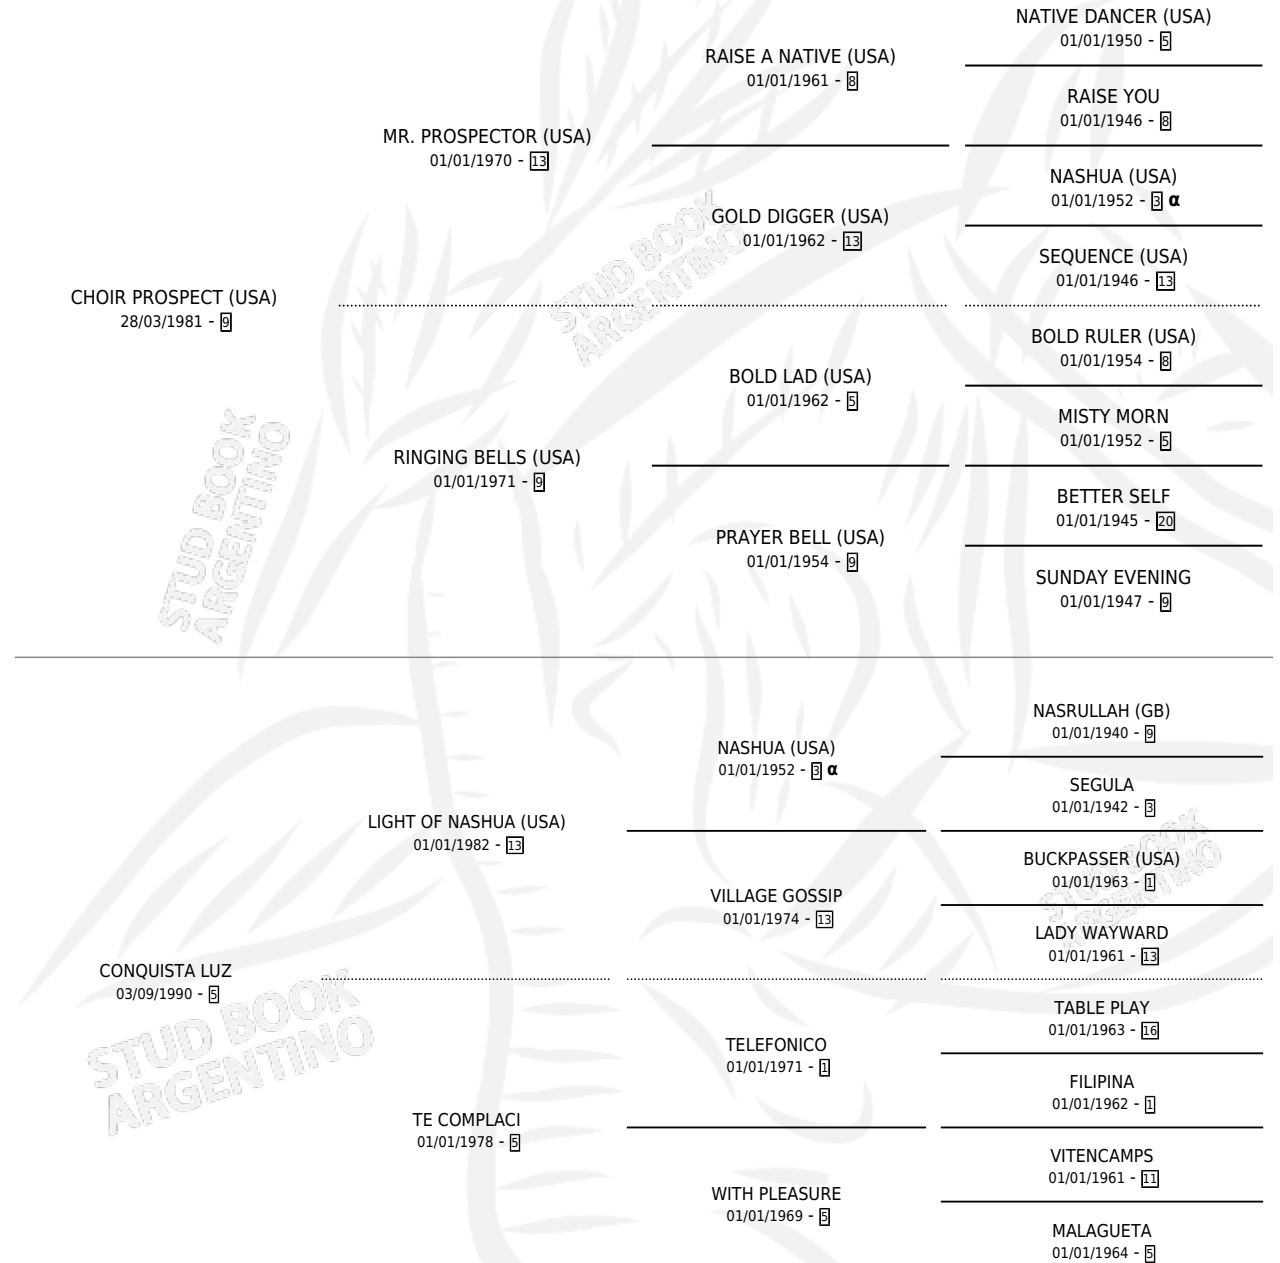 NATIVE DANCER (USA)
01/01/1950 - 5
RAISE A NATIVE (USA)
01/01/1961 - 8
RAISE YOU
01/01/1946 - 8
MR. PROSPECTOR (USA)
01/01/1970 - 13
NASHUA (USA)
01/01/1952 - 3 α
GOLD DIGGER (USA)
01/01/1962 - 13
SEQUENCE (USA)
01/01/1946 - 13
CHOIR PROSPECT (USA)
28/03/1981 - 9
BOLD RULER (USA)
01/01/1954 - 8
BOLD LAD (USA)
01/01/1962 - 5
MISTY MORN
01/01/1952 - 5
RINGING BELLS (USA)
01/01/1971 - 9
BETTER SELF
01/01/1945 - 20
PRAYER BELL (USA)
01/01/1954 - 9
SUNDAY EVENING
01/01/1947 - 9
NASRULLAH (GB)
01/01/1940 - 9
NASHUA (USA)
01/01/1952 - 3 α
SEGULA
01/01/1942 - 3
LIGHT OF NASHUA (USA)
01/01/1982 - 13
BUCKPASSER (USA)
01/01/1963 - 1
VILLAGE GOSSIP
01/01/1974 - 13
LADY WAYWARD
01/01/1961 - 13
CONQUISTA LUZ
03/09/1990 - 5
TABLE PLAY
01/01/1963 - 16
TELEFONICO
01/01/1971 - 1
FILIPINA
01/01/1962 - 1
TE COMPLACI
01/01/1978 - 5
VITENCAMPS
01/01/1961 - 11
WITH PLEASURE
01/01/1969 - 5
MALAGUETA
01/01/1964 - 5
STUD BOOK
ARGENTINO
STUD BOOK
ARGENTINO
STUD BOOK
ARGENTINO
STUD BOOK
ARGENTINO